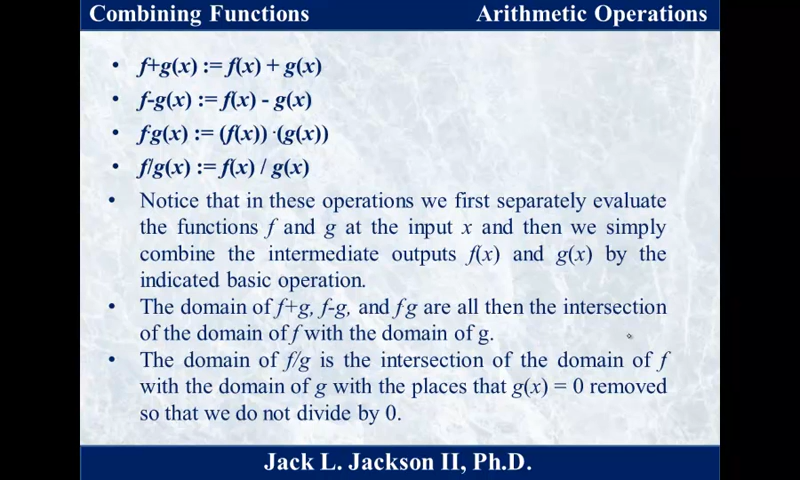 Combining Functions Arithmetic Operations
• f+g(x) := f(x) + g(x)
• f-g(x) := f(x) - g(x)
• fg(x) := (f(x)) ·(g(x))
• f/g(x) := f(x) / g(x)
• Notice that in these operations we first separately evaluate
the functions f and g at the input x and then we simply
combine the intermediate outputs f(x) and g(x) by the
indicated basic operation.
• The domain of f+g, f-g, and fg are all then the intersection
of the domain of f with the domain of g.
• The domain of f/g is the intersection of the domain of f
with the domain of g with the places that g(x) = 0 removed
so that we do not divide by 0.
Jack L. Jackson II, Ph.D.